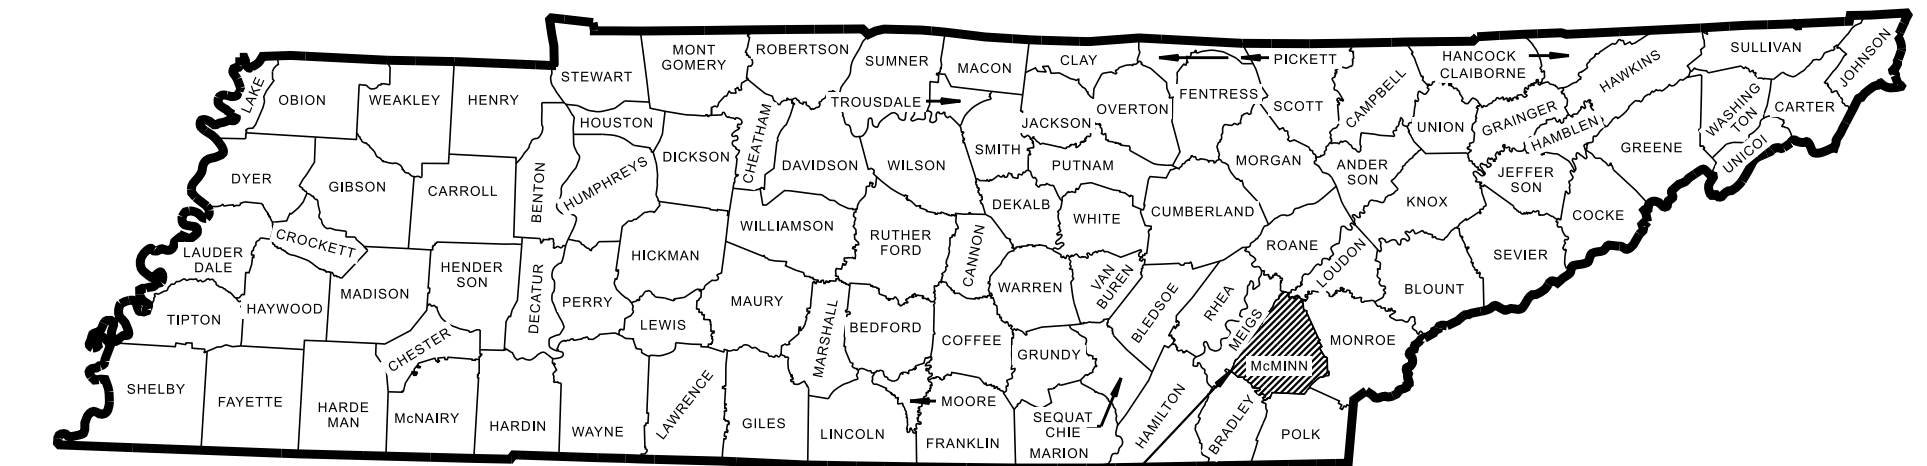 LAKE
OBION
WEAKLEY
HENRY
STEWART
MONT
GOMERY
ROBERTSON
SUMNER
MACON
CLAY
PICKETT
HANCOCK
CLAIBORNE
HAWKINS
SULLIVAN
JOHNSON
HOUSTON
CHEATHAM
TROUSDALE
JACKSON
OVERTON
FENTRESS
SCOTT
CAMPBELL
UNION
GRAINGER
HAMBLEN
WASHING
TON
CARTER
UNICOI
GREENE
DYER
GIBSON
CARROLL
BENTON
HUMPHREYS
DICKSON
DAVIDSON
WILSON
SMITH
PUTNAM
MORGAN
ANDER
SON
JEFFER
SON
KNOX
COCKE
LAUDER
DALE
CROCKETT
HENDER
SON
DECATUR
PERRY
HICKMAN
WILLIAMSON
RUTHER
FORD
CANNON
DEKALB
WHITE
CUMBERLAND
ROANE
LOUDON
SEVIER
BLOUNT
TIPTON
HAYWOOD
MADISON
CHESTER
LEWIS
MAURY
MARSHALL
BEDFORD
COFFEE
WARREN
VAN
BUREN
BLEDSOE
RHEA
MEIGS
McMINN
MONROE
GRUNDY
SHELBY
FAYETTE
HARDE
MAN
McNAIRY
HARDIN
WAYNE
LAWRENCE
GILES
LINCOLN
MOORE
FRANKLIN
SEQUAT
CHIE
MARION
HAMILTON
BRADLEY
POLK